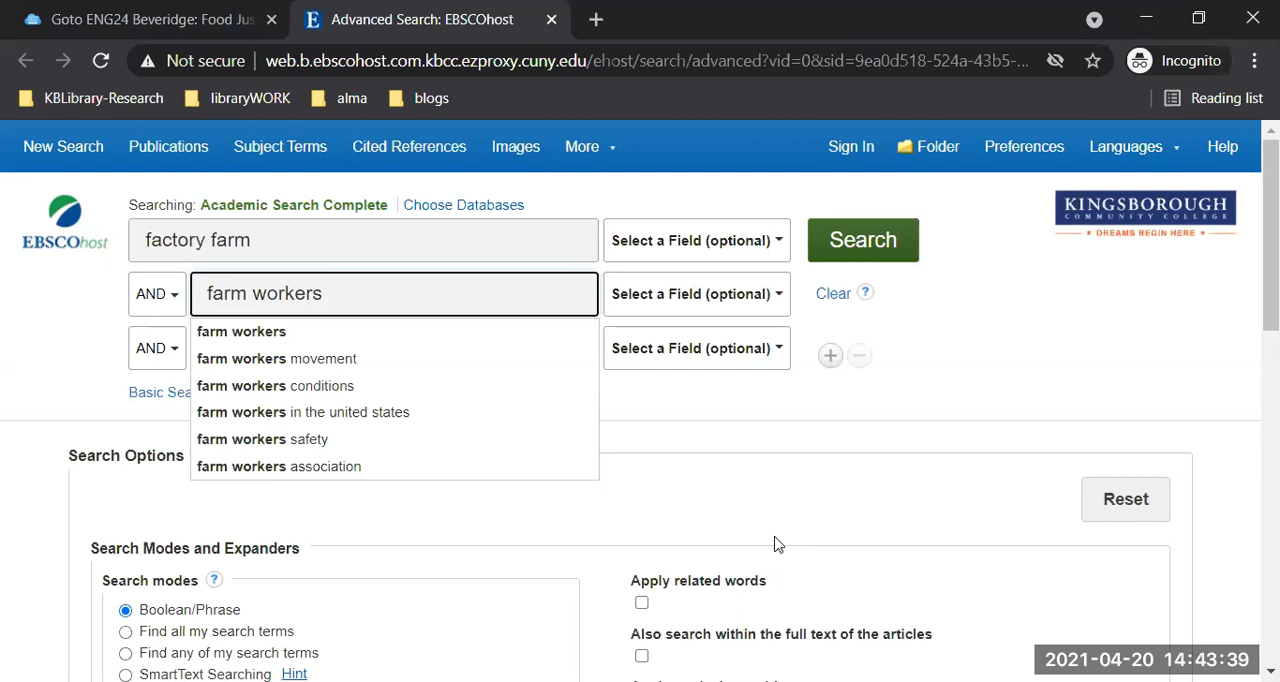 Goto ENG24 Beveridge: Food Jus
Advanced Search: EBSCOhost
Not secure
web.b.ebscohost.com.kbcc.ezproxy.cuny.edu/ehost/search/advanced?vid=0&sid=9ea0d518-524a-43b5-...
Incognito
KBLibrary-Research
libraryWORK
alma
blogs
Reading list
New Search
Publications
Subject Terms
Cited References
Images
More
Sign In
Folder
Preferences
Languages
Help
EBSCOhost
Searching: Academic Search Complete
Choose Databases
KINGSBOROUGH
COMMUNITY COLLEGE
DREAMS BEGIN HERE
factory farm
Select a Field (optional)
Search
AND
farm workers
Select a Field (optional)
Clear ?
farm workers
farm workers movement
farm workers conditions
farm workers in the united states
farm workers safety
farm workers association
AND
Select a Field (optional)
Basic Sea
Search Options
Reset
Search Modes and Expanders
Search modes ?
Boolean/Phrase
Find all my search terms
Find any of my search terms
SmartText Searching Hint
Apply related words
Also search within the full text of the articles
2021-04-20 14:43:39